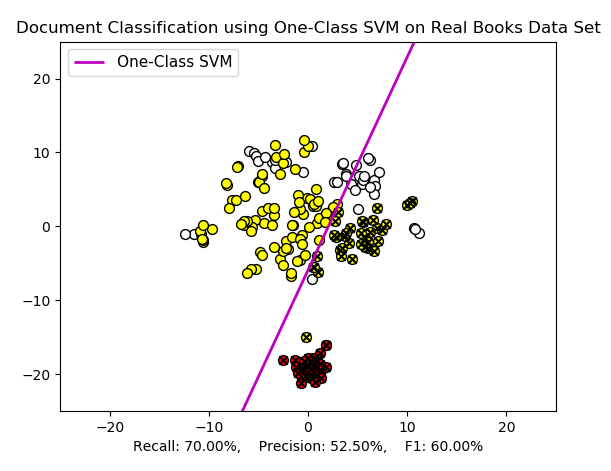 Document Classification using One-Class SVM on Real Books Data Set
One-Class SVM
20
10
0
−10
−20
−20 −10 0 10 20
Recall: 70.00%, Precision: 52.50%, F1: 60.00%